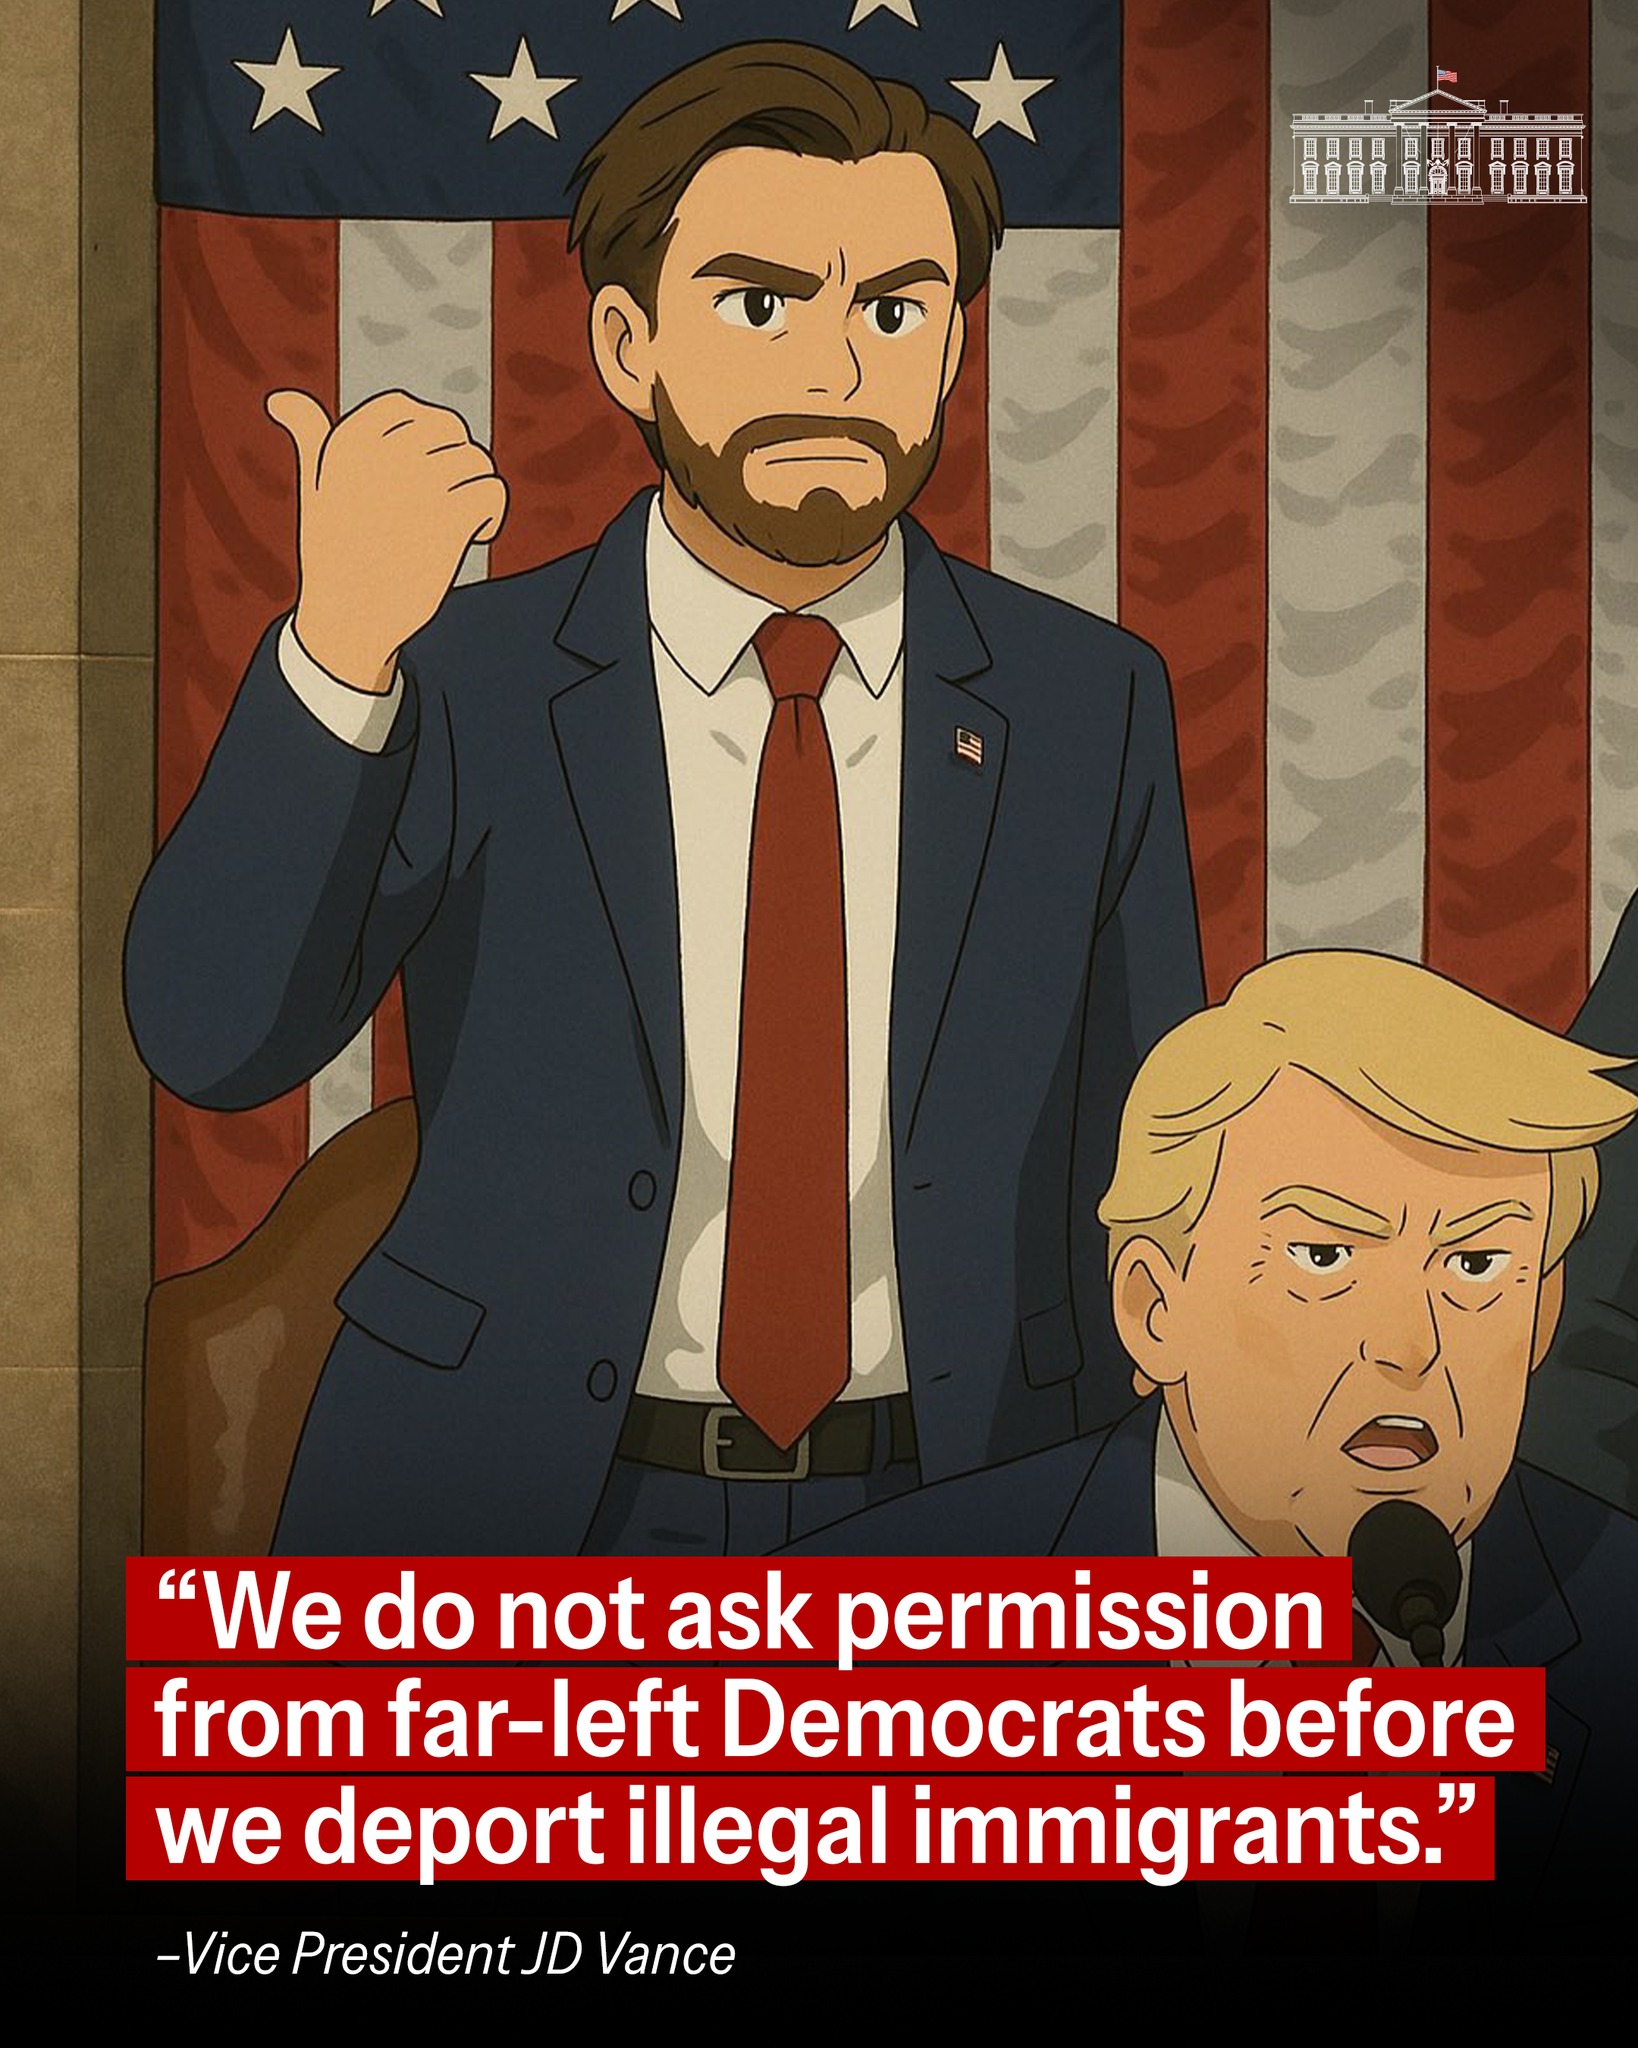 “We do not ask permission
from far-left Democrats before
we deport illegal immigrants.”
–Vice President JD Vance